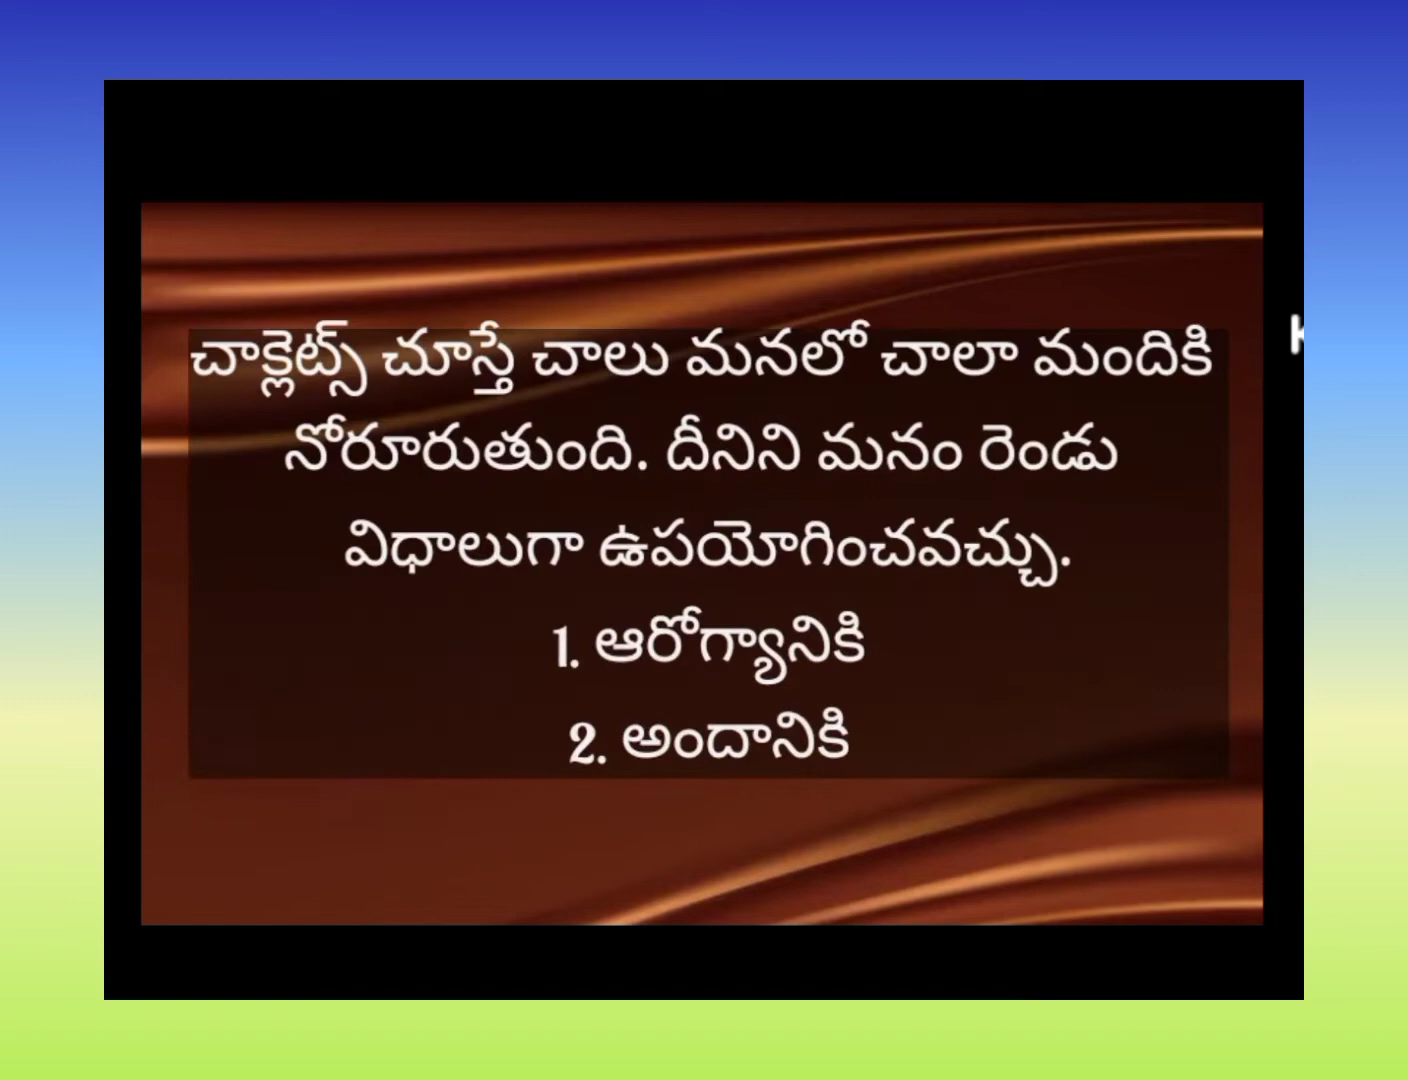 చాక్లెట్స్ చూస్తే చాలు మనలో చాలా మందికి
నోరూరుతుంది. దీనిని మనం రెండు
విధాలుగా ఉపయోగించవచ్చు.
1. ఆరోగ్యానికి
2. అందానికి